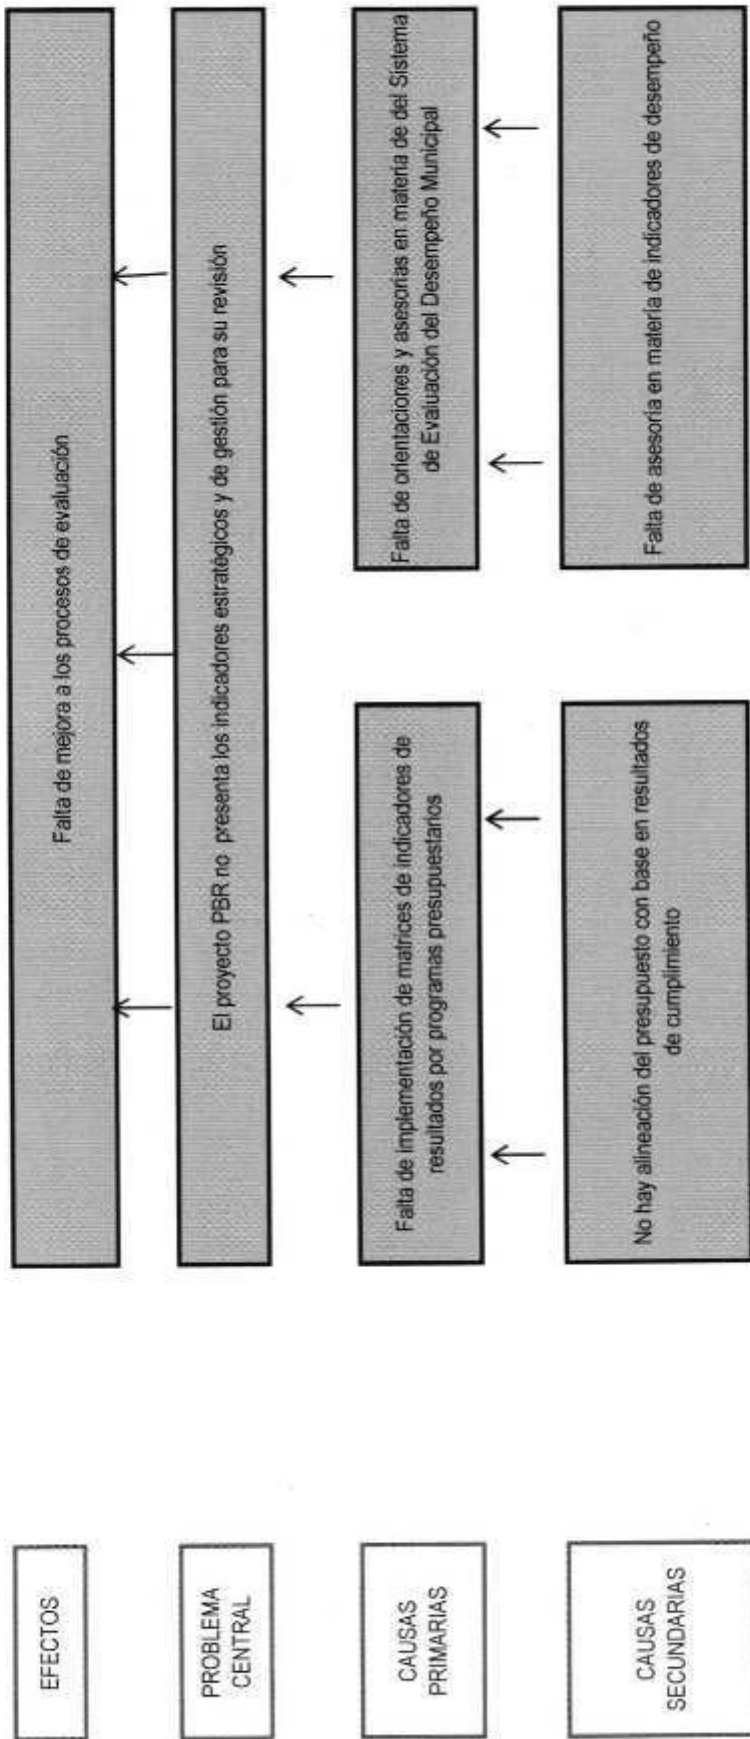 EFECTOS
Falta de mejora a los procesos de evaluación
PROBLEMA
CENTRAL
El proyecto PBR no presenta los indicadores estratégicos y de gestión para su revisión
CAUSAS
PRIMARIAS
Falta de implementación de matrices de indicadores de
resultados por programas presupuestarios
Falta de orientaciones y asesorias en materia de del Sistema
de Evaluación del Desempeño Municipal
CAUSAS
SECUNDARIAS
No hay alineación del presupuesto con base en resultados
de cumplimiento
Falta de asesoría en materia de indicadores de desempeño